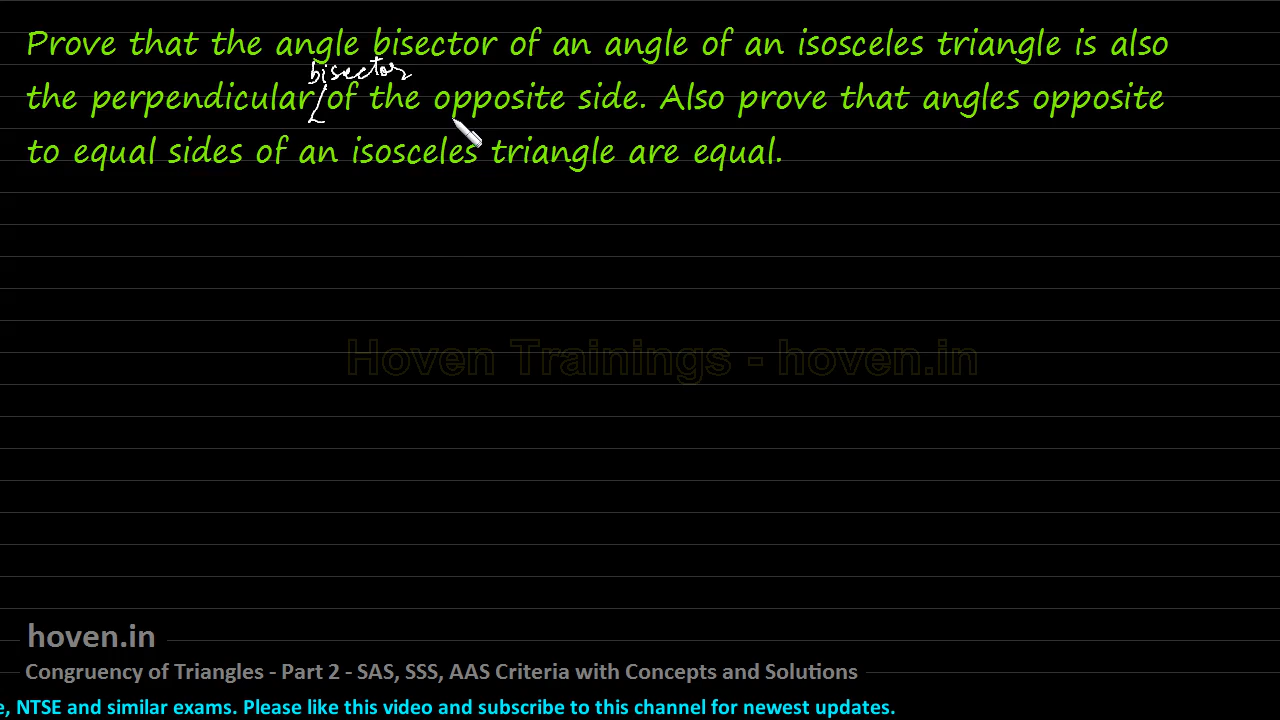 Prove that the angle bisector of an angle of an isosceles triangle is also
bisector
the perpendicular of the opposite side. Also prove that angles opposite
to equal sides of an isosceles triangle are equal.
Hoven Trainings - hoven.in
hoven.in
Congruency of Triangles - Part 2 - SAS, SSS, AAS Criteria with Concepts and Solutions
, NTSE and similar exams. Please like this video and subscribe to this channel for newest updates.